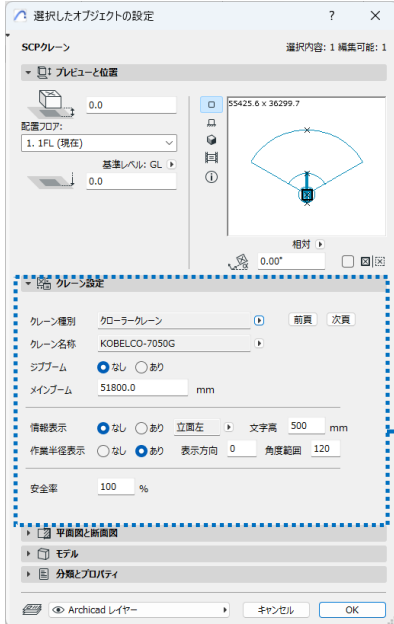 選択したオブジェクトの設定 ? ×
SCPクレーン 選択内容: 1 編集可能: 1
プレビューと位置
0.0
配置フロア:
1. 1FL (現在)
基準レベル: GL
0.0
55425.6 x 36299.7
相対
0.00°
クレーン設定
クレーン種別 クローラークレーン 前頁 次頁
クレーン名称 KOBELCO-7050G
ジブブーム なし あり
メインブーム 51800.0 mm
情報表示 なし あり 立面左 文字高 500 mm
作業半径表示 なし あり 表示方向 0 角度範囲 120
安全率 100 %
平面図と断面図
モデル
分類とプロパティ
Archicad レイヤー キャンセル OK